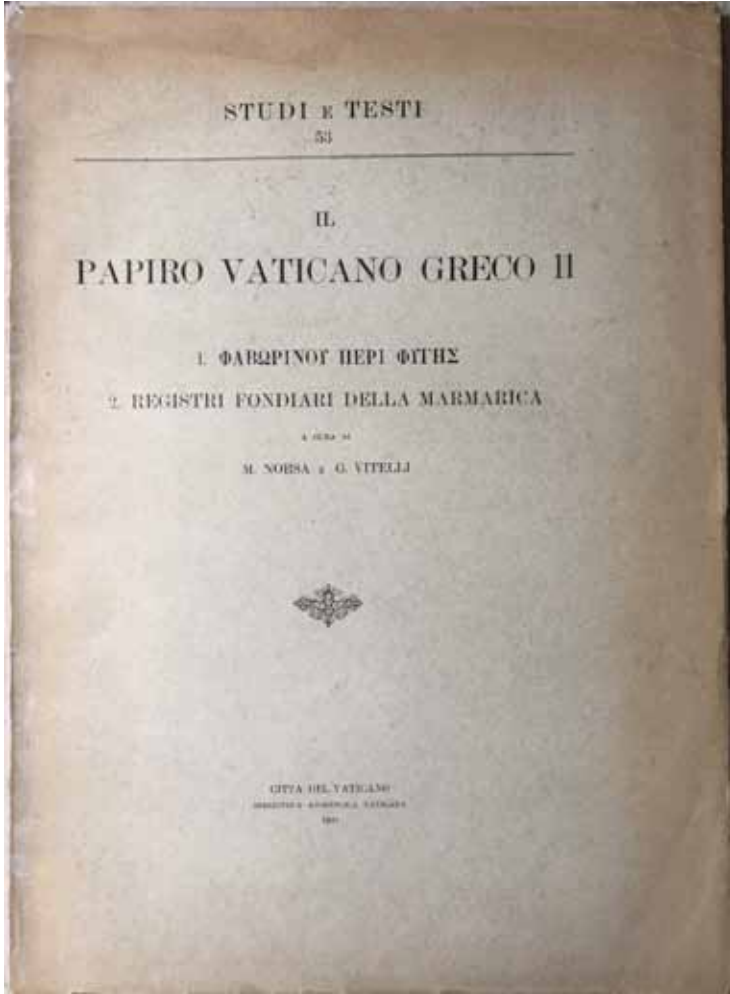 STUDI E TESTI
53
IL
PAPIRO VATICANO GRECO II
1. ΦΑΒΩΡΙΝΟΥ ΠΕΡΙ ΦΥΓΗΣ
2. REGISTRI FONDIARI DELLA MARMARICA
A CURA DI
M. NORSA E G. VITELLI
CITTÀ DEL VATICANO
BIBLIOTECA APOSTOLICA VATICANA